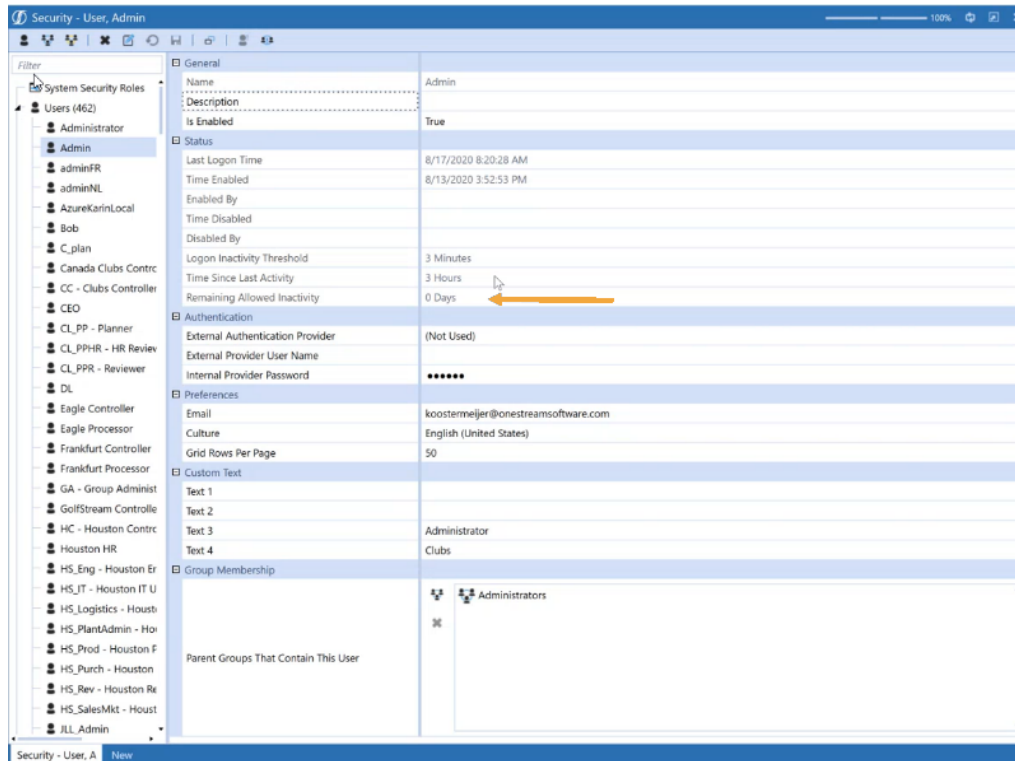 Security - User, Admin
100%
Filter
System Security Roles
Users (462)
Administrator
Admin
adminFR
adminNL
AzureKarinLocal
Bob
C_plan
Canada Clubs Contrc
CC - Clubs Controller
CEO
CL_PP - Planner
CL_PPHR - HR Review
CL_PPR - Reviewer
DL
Eagle Controller
Eagle Processor
Frankfurt Controller
Frankfurt Processor
GA - Group Administ
GolfStream Controlle
HC - Houston Contrc
Houston HR
HS_Eng - Houston Er
HS_IT - Houston IT U
HS_Logistics - Houst
HS_PlantAdmin - Ho
HS_Prod - Houston P
HS_Purch - Houston
HS_Rev - Houston Re
HS_SalesMkt - Houst
JLL_Admin
General
Name Admin
Description
Is Enabled True
Status
Last Logon Time 8/17/2020 8:20:28 AM
Time Enabled 8/13/2020 3:52:53 PM
Enabled By
Time Disabled
Disabled By
Logon Inactivity Threshold 3 Minutes
Time Since Last Activity 3 Hours
Remaining Allowed Inactivity 0 Days
Authentication
External Authentication Provider (Not Used)
External Provider User Name
Internal Provider Password ●●●●●●
Preferences
Email koostermeijer@onestreamsoftware.com
Culture English (United States)
Grid Rows Per Page 50
Custom Text
Text 1
Text 2
Text 3 Administrator
Text 4 Clubs
Group Membership
Administrators
Parent Groups That Contain This User
Security - User, A New